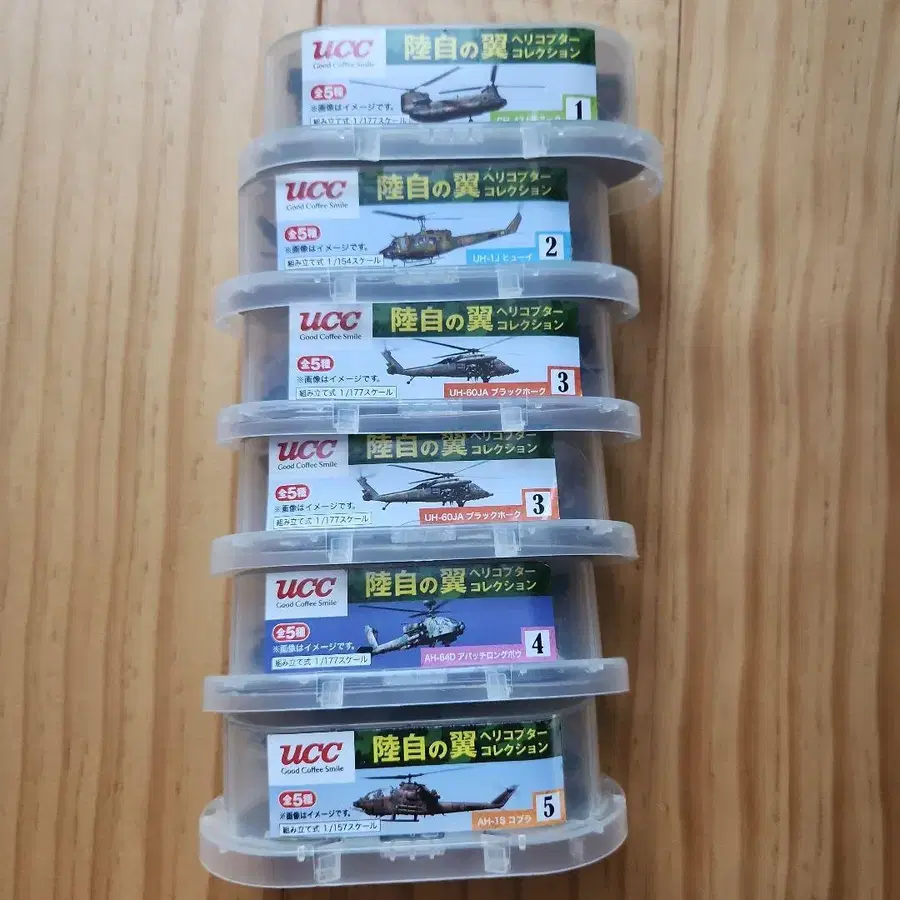 ucc
Good Coffee Smile
陸自の翼 ヘリコプター
コレクション
全5種
※画像はイメージです。
組み立て式 1/177スケール
1
ucc
Good Coffee Smile
陸自の翼 ヘリコプター
コレクション
全5種
※画像はイメージです。
組み立て式 1/154スケール
UH-1J ヒューイ
2
ucc
Good Coffee Smile
陸自の翼 ヘリコプター
コレクション
全5種
※画像はイメージです。
組み立て式 1/177スケール
UH-60JA ブラックホーク
3
ucc
Good Coffee Smile
陸自の翼 ヘリコプター
コレクション
全5種
※画像はイメージです。
組み立て式 1/177スケール
UH-60JA ブラックホーク
3
ucc
Good Coffee Smile
陸自の翼 ヘリコプター
コレクション
全5種
※画像はイメージです。
組み立て式 1/177スケール
AH-64D アパッチロングボウ
4
ucc
Good Coffee Smile
陸自の翼 ヘリコプター
コレクション
全5種
※画像はイメージです。
組み立て式 1/157スケール
AH-1S コブラ
5